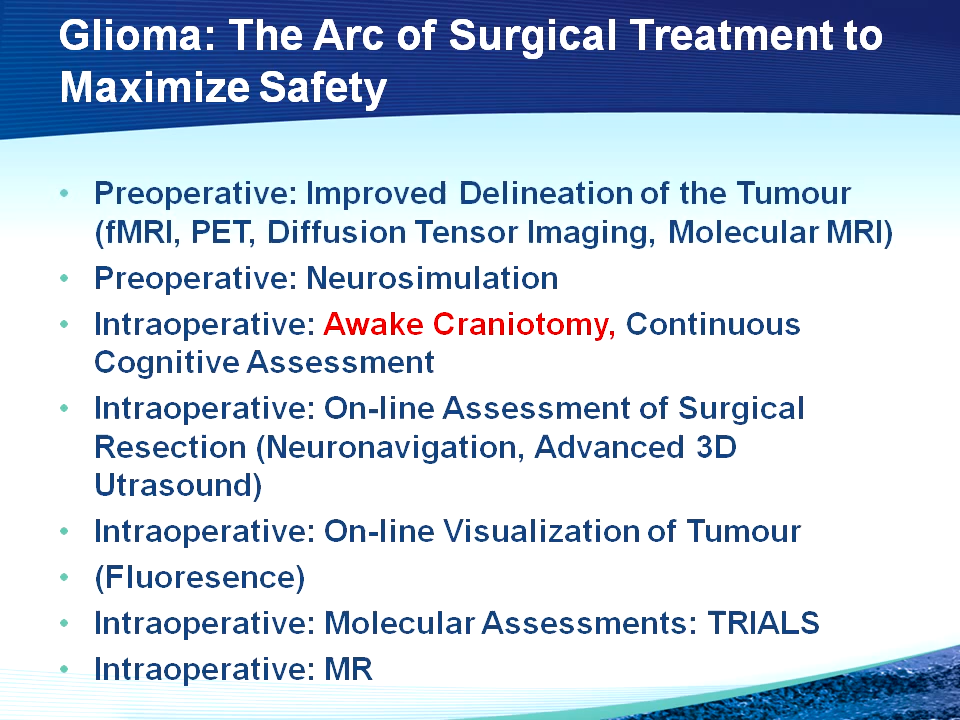 Glioma: The Arc of Surgical Treatment to
Maximize Safety
• Preoperative: Improved Delineation of the Tumour
(fMRI, PET, Diffusion Tensor Imaging, Molecular MRI)
• Preoperative: Neurosimulation
• Intraoperative: Awake Craniotomy, Continuous
Cognitive Assessment
• Intraoperative: On-line Assessment of Surgical
Resection (Neuronavigation, Advanced 3D
Utrasound)
• Intraoperative: On-line Visualization of Tumour
• (Fluoresence)
• Intraoperative: Molecular Assessments: TRIALS
• Intraoperative: MR